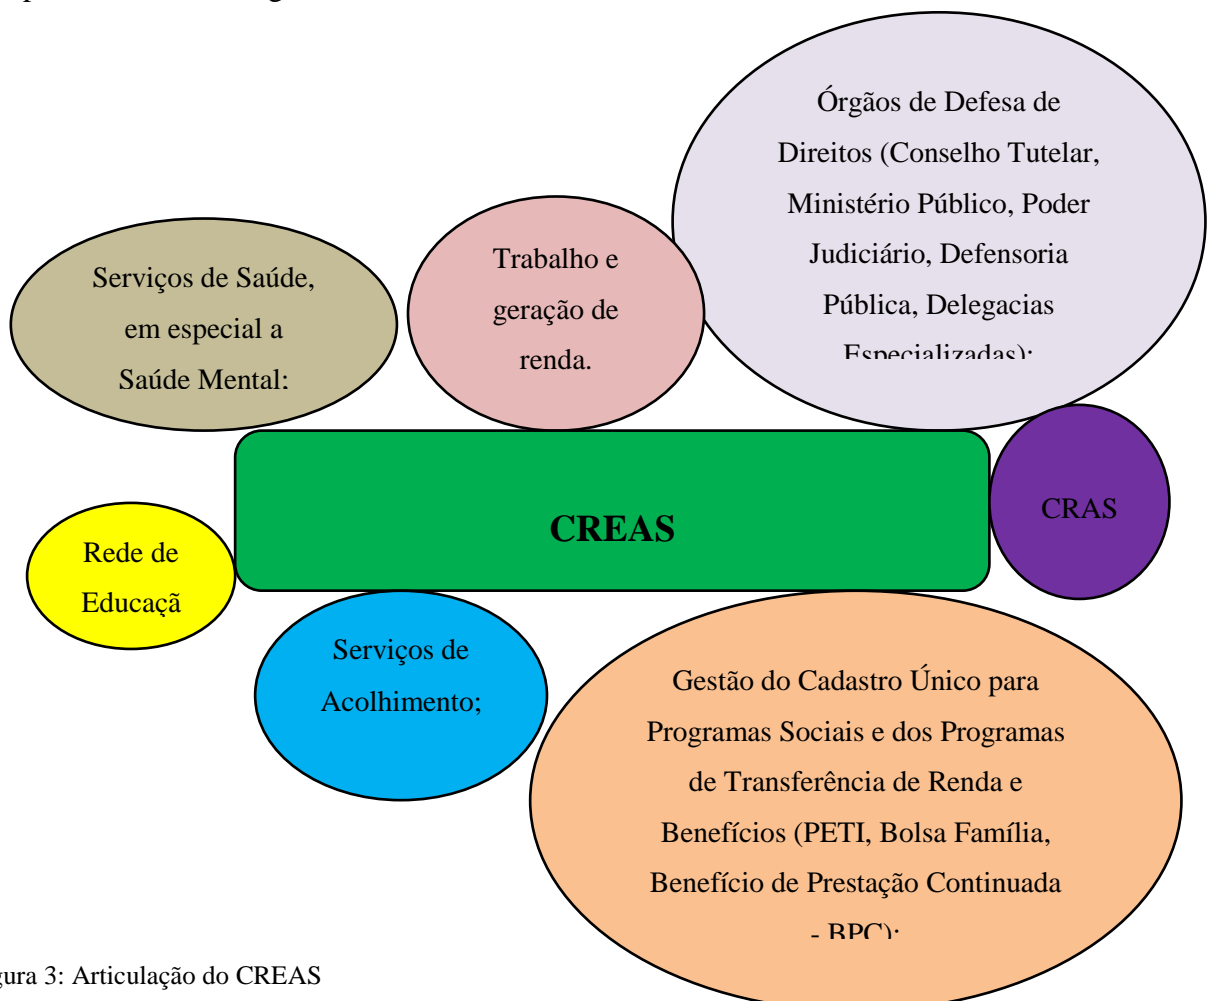 Órgãos de Defesa de
Direitos (Conselho Tutelar,
Ministério Público, Poder
Judiciário, Defensoria
Pública, Delegacias
Especializadas);
Serviços de Saúde,
em especial a
Saúde Mental;
Trabalho e
geração de
renda.
CREAS
CRAS
Rede de
Educaçã
Serviços de
Acolhimento;
Gestão do Cadastro Único para
Programas Sociais e dos Programas
de Transferência de Renda e
Benefícios (PETI, Bolsa Família,
Benefício de Prestação Continuada
- BPC);
gura 3: Articulação do CREAS